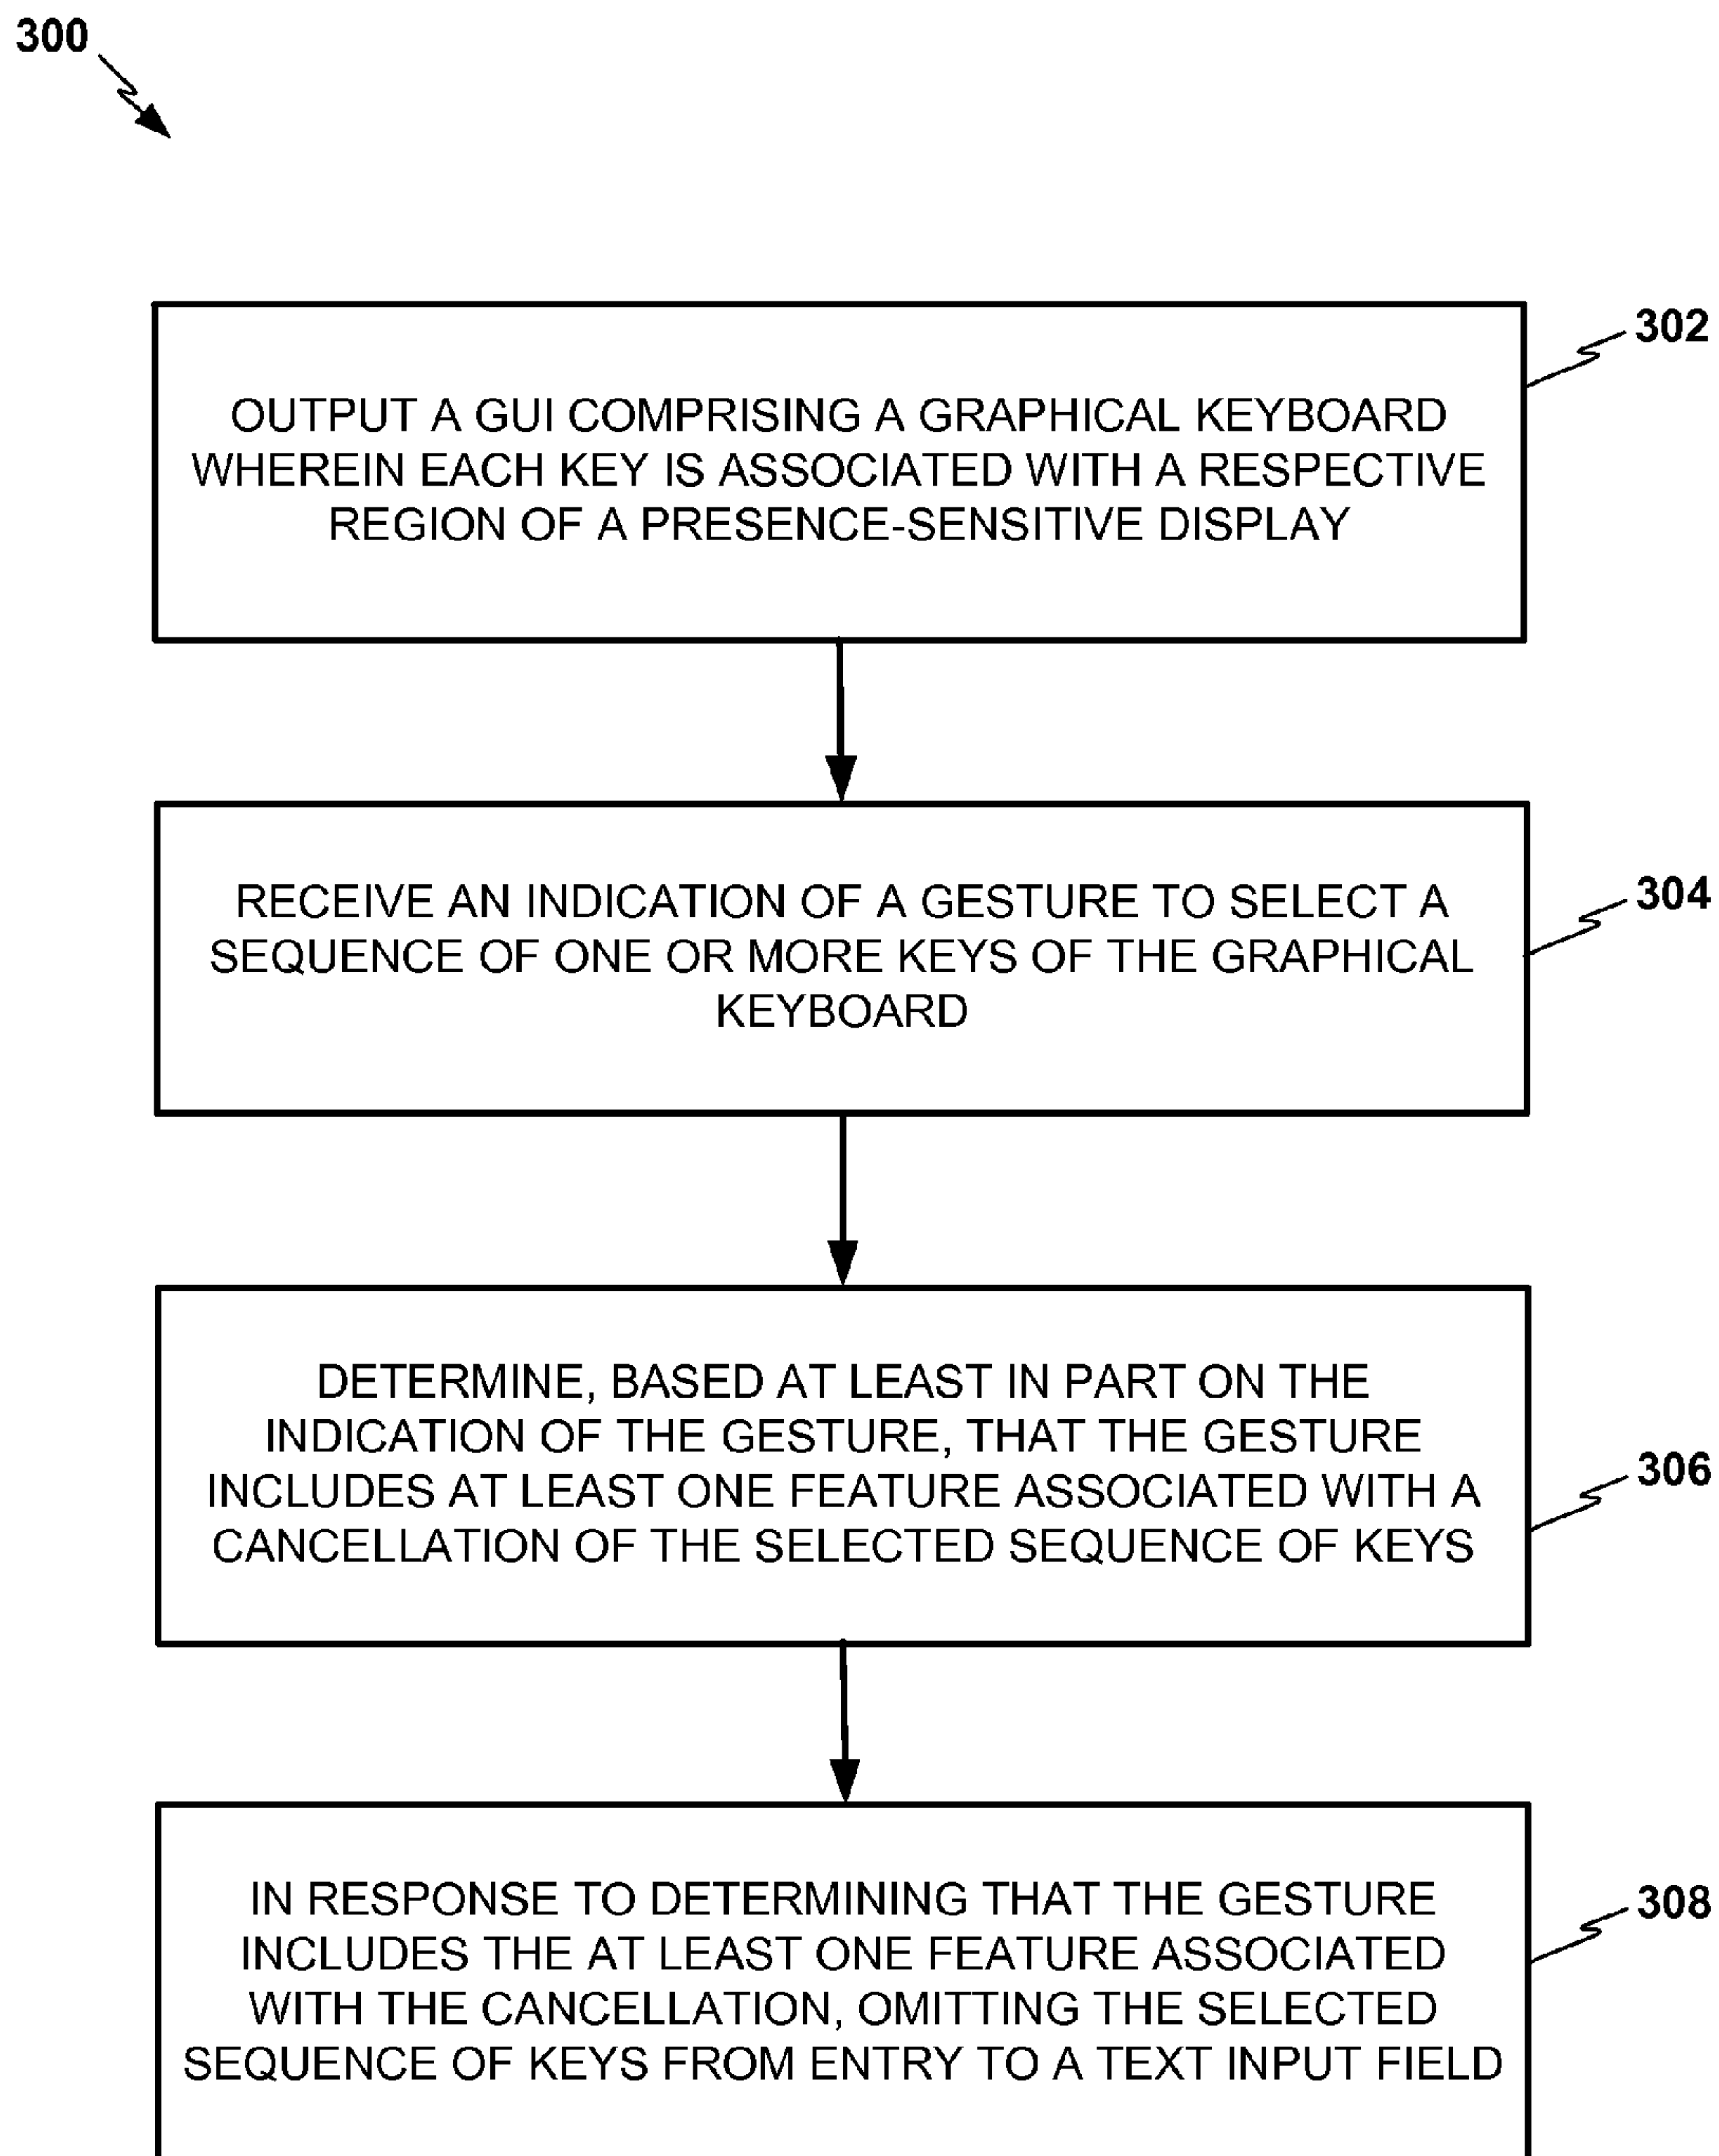 300
302
OUTPUT A GUI COMPRISING A GRAPHICAL KEYBOARD
WHEREIN EACH KEY IS ASSOCIATED WITH A RESPECTIVE
REGION OF A PRESENCE-SENSITIVE DISPLAY
304
RECEIVE AN INDICATION OF A GESTURE TO SELECT A
SEQUENCE OF ONE OR MORE KEYS OF THE GRAPHICAL
KEYBOARD
DETERMINE, BASED AT LEAST IN PART ON THE
INDICATION OF THE GESTURE, THAT THE GESTURE
306
INCLUDES AT LEAST ONE FEATURE ASSOCIATED WITH A
CANCELLATION OF THE SELECTED SEQUENCE OF KEYS
IN RESPONSE TO DETERMINING THAT THE GESTURE
308
INCLUDES THE AT LEAST ONE FEATURE ASSOCIATED
WITH THE CANCELLATION, OMITTING THE SELECTED
SEQUENCE OF KEYS FROM ENTRY TO A TEXT INPUT FIELD